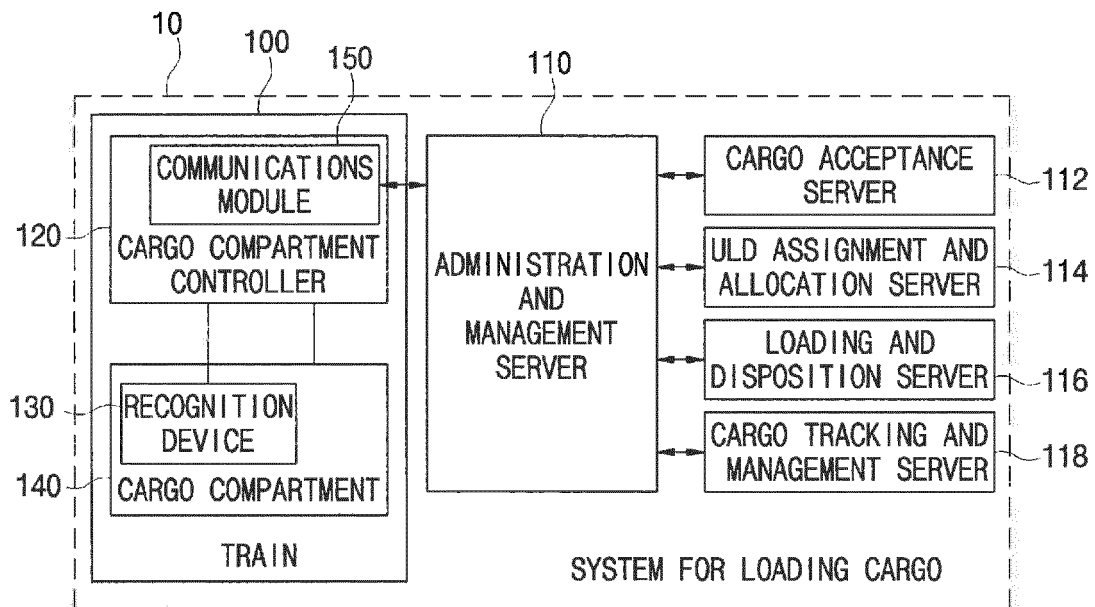 10
100
150
110
COMMUNICATIONS
MODULE
120
CARGO COMPARTMENT
CONTROLLER
130
RECOGNITION
DEVICE
140
CARGO COMPARTMENT
TRAIN
ADMINISTRATION
AND
MANAGEMENT
SERVER
CARGO ACCEPTANCE
SERVER
112
ULD ASSIGNMENT AND
ALLOCATION SERVER
114
LOADING AND
DISPOSITION SERVER
116
CARGO TRACKING AND
MANAGEMENT SERVER
118
SYSTEM FOR LOADING CARGO